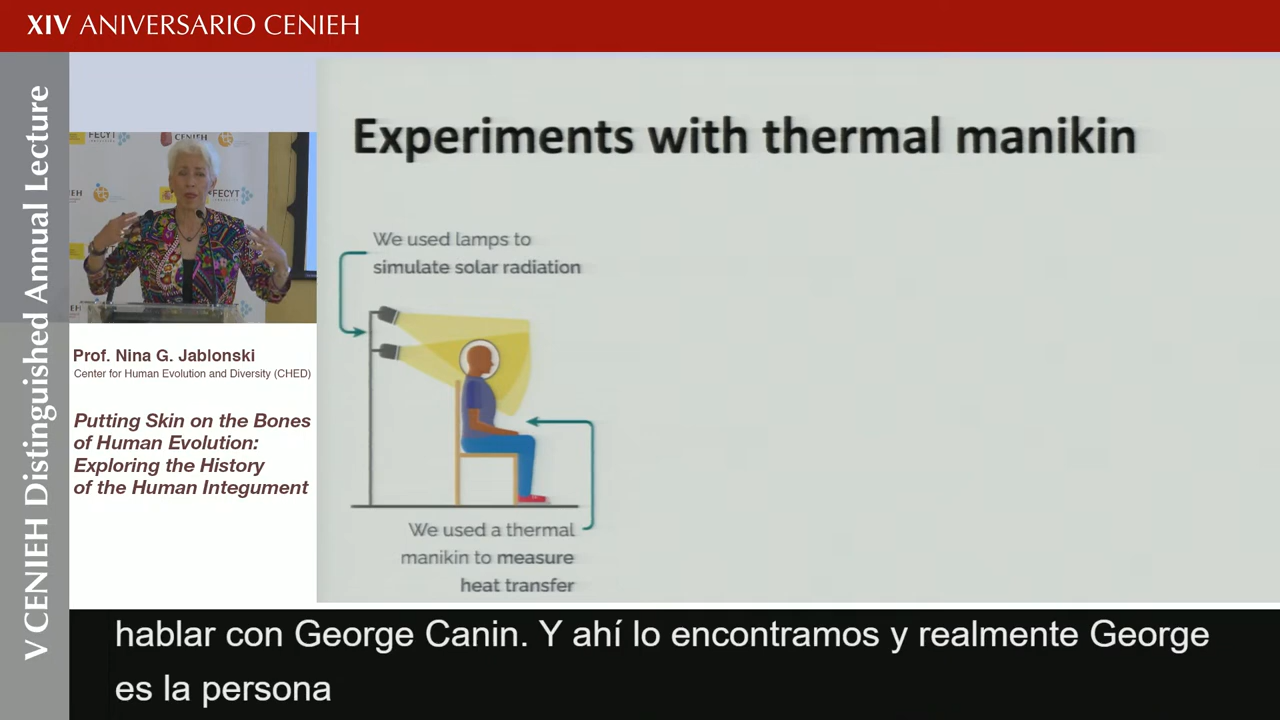 XIV ANIVERSARIO CENIEH
V CENIEH Distinguished Annual Lecture
FECYT
CENIEH
FECYT
Prof. Nina G. Jablonski
Center for Human Evolution and Diversity (CHED)
Putting Skin on the Bones
of Human Evolution:
Exploring the History
of the Human Integument
Experiments with thermal manikin
We used lamps to
simulate solar radiation
We used a thermal
manikin to measure
heat transfer
hablar con George Canin. Y ahí lo encontramos y realmente George
es la persona